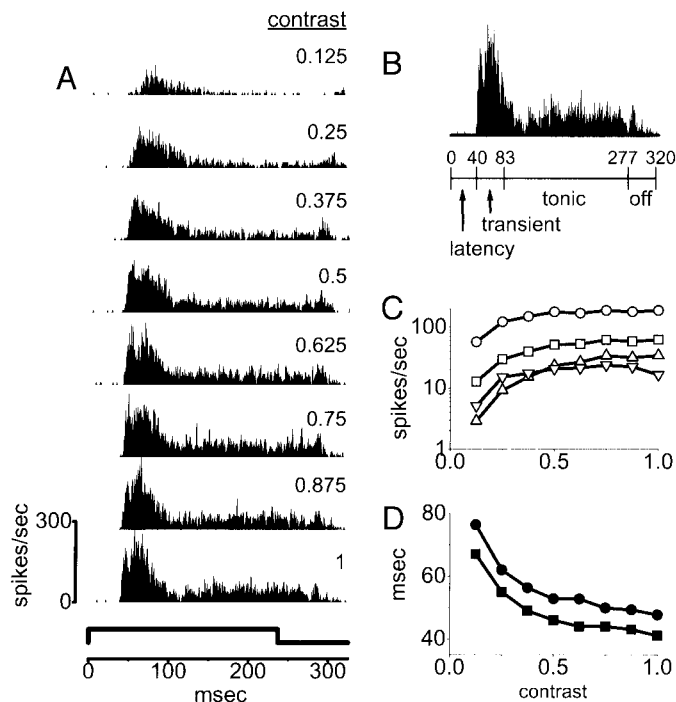 contrast
A
0.125
0.25
0.375
0.5
0.625
0.75
0.875
1
spikes/sec
300
0
0 100 200 300
msec
B
0 40 83 277 320
tonic off
transient
latency
C
spikes/sec
100
10
1
0.0 0.5 1.0
D
msec
80
60
40
0.0 0.5 1.0
contrast